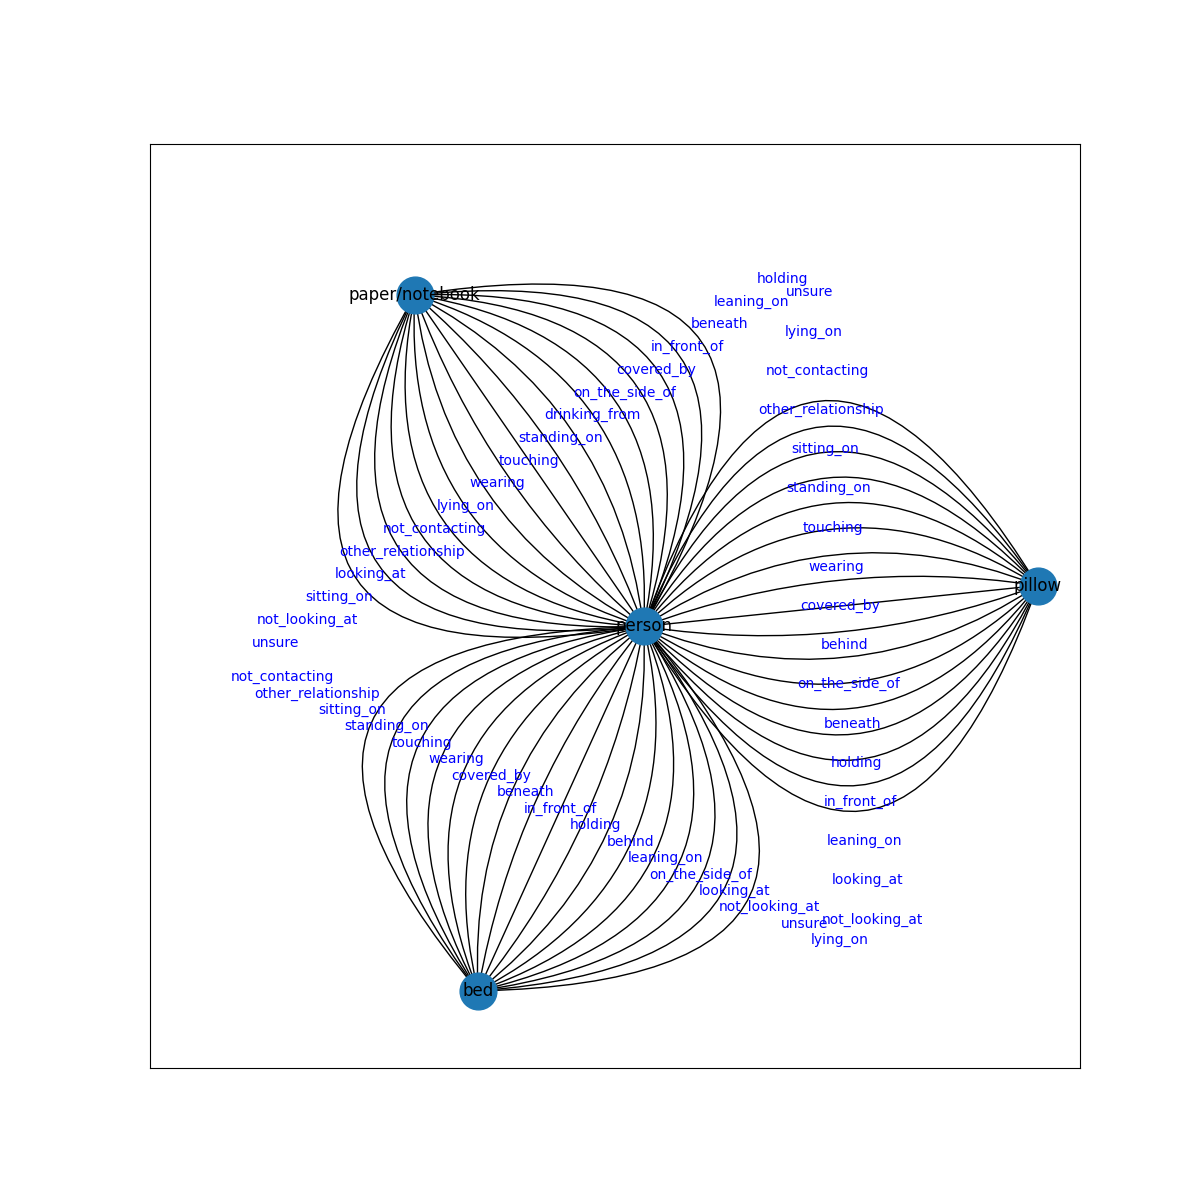 holding
unsure
paper/notebook
leaning_on
beneath
lying_on
in_front_of
covered_by
not_contacting
on_the_side_of
other_relationship
drinking_from
standing_on
sitting_on
touching
wearing
standing_on
lying_on
not_contacting
touching
other_relationship
wearing
looking_at
pillow
sitting_on
covered_by
not_looking_at
person
unsure
behind
not_contacting
on_the_side_of
other_relationship
sitting_on
beneath
standing_on
touching
wearing
holding
covered_by
beneath
in_front_of
in_front_of
holding
behind
leaning_on
leaning_on
on_the_side_of
looking_at
looking_at
not_looking_at
not_looking_at
unsure
lying_on
bed